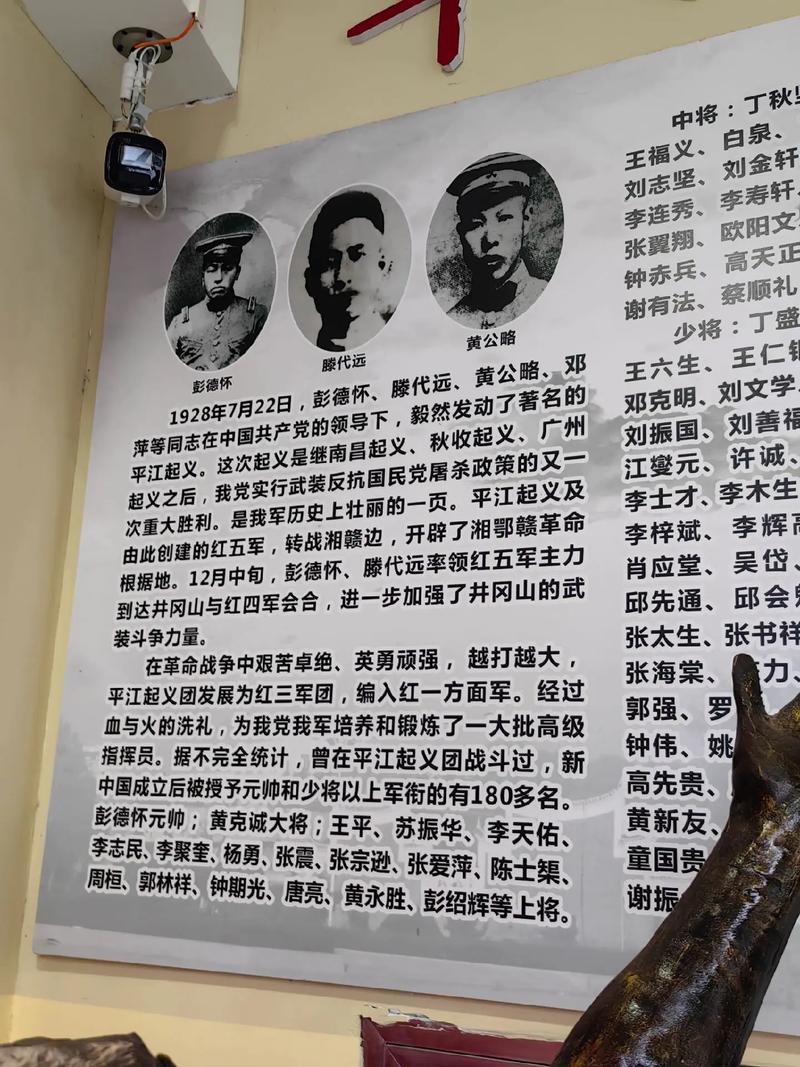 彭德怀
滕代远
黄公略
1928年7月22日，彭德怀、滕代远、黄公略、邓
萍等同志在中国共产党的领导下，毅然发动了著名的
平江起义。这次起义是继南昌起义、秋收起义、广州
起义之后，我党实行武装反抗国民党屠杀政策的又一
次重大胜利。是我军历史上壮丽的一页。平江起义及
由此创建的红五军，转战湘赣边，开辟了湘鄂赣革命
根据地。12月中旬，彭德怀、滕代远率领红五军主力
到达井冈山与红四军会合，进一步加强了井冈山的武
装斗争力量。
在革命战争中艰苦卓绝、英勇顽强，越打越大，
平江起义团发展为红三军团，编入红一方面军。经过
血与火的洗礼，为我党我军培养和锻炼了一大批高级
指挥员。据不完全统计，曾在平江起义团战斗过，新
中国成立后被授予元帅和少将以上军衔的有180多名。
彭德怀元帅；黄克诚大将；王平、苏振华、李天佑、
李志民、李聚奎、杨勇、张震、张宗逊、张爱萍、陈士榘、
周桓、郭林祥、钟期光、唐亮、黄永胜、彭绍辉等上将。
中将：丁秋
王福义、白泉、
刘志坚、刘金轩
李连秀、李寿轩、
张翼翔、欧阳文
钟赤兵、高天正
谢有法、蔡顺礼
少将：丁盛
王六生、王仁
邓克明、刘文学、
刘振国、刘善福
江燮元、许诚、
李士才、李木生
李梓斌、李辉高
肖应堂、吴岱、
邱先通、邱会
张太生、张书祥
张海棠、力、
郭强、罗
钟伟、姚
高先贵、
黄新友、
童国贵
谢振